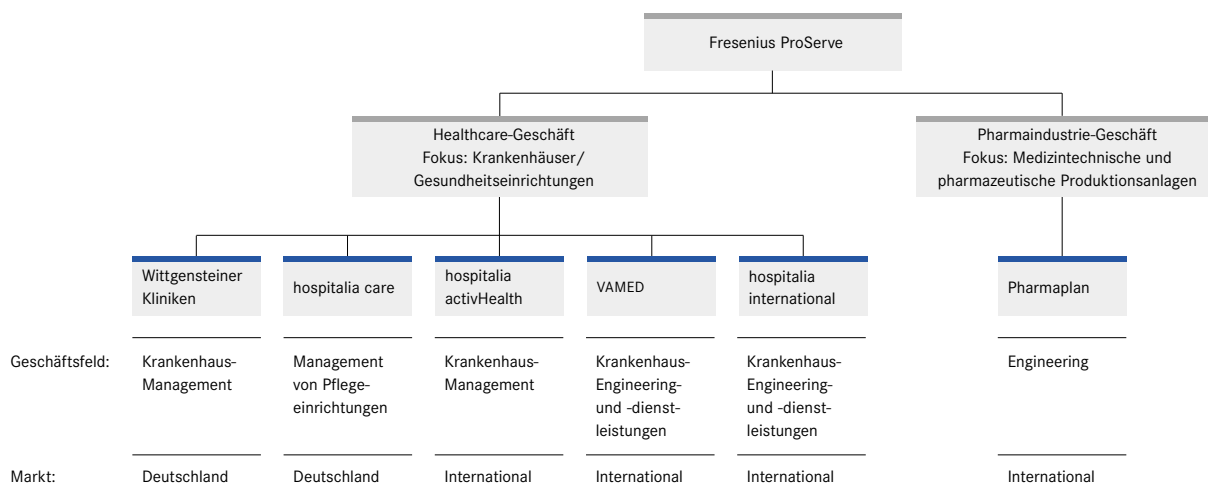 Fresenius ProServe
Healthcare-Geschäft
Fokus: Krankenhäuser/
Gesundheitseinrichtungen
Pharmaindustrie-Geschäft
Fokus: Medizintechnische und
pharmazeutische Produktionsanlagen
Wittgensteiner
Kliniken
hospitalia care
hospitalia
activHealth
VAMED
hospitalia
international
Pharmaplan
Geschäftsfeld:
Krankenhaus-
Management
Management
von Pflege-
einrichtungen
Krankenhaus-
Management
Krankenhaus-
Engineering-
und -dienst-
leistungen
Krankenhaus-
Engineering-
und -dienst-
leistungen
Engineering
Markt:
Deutschland
Deutschland
International
International
International
International